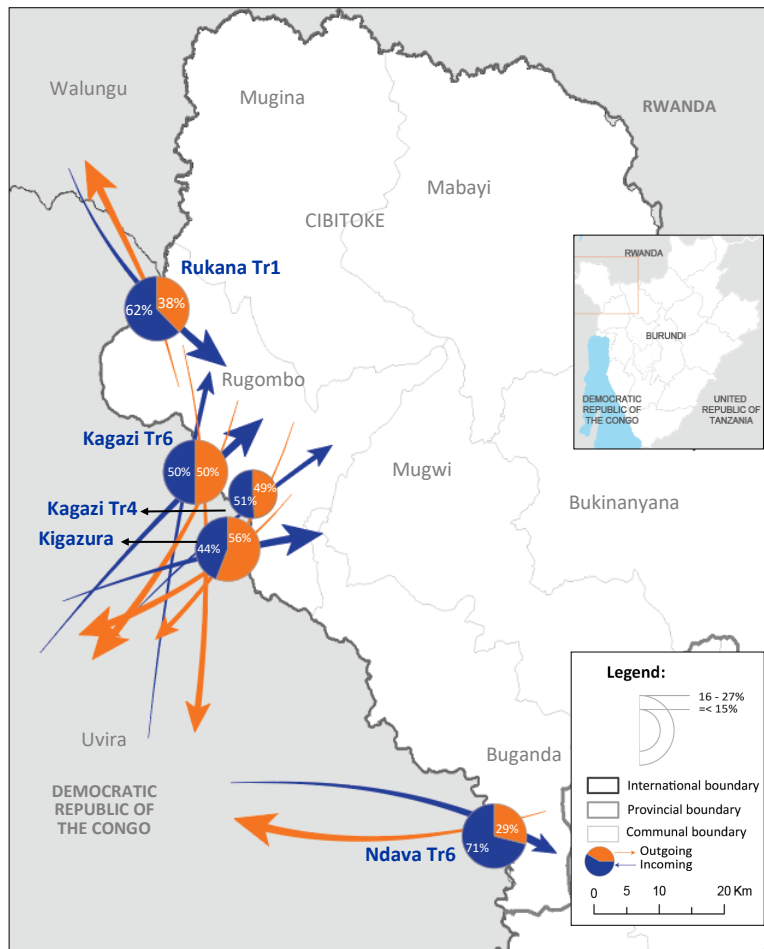 Walungu
Mugina
RWANDA
Mabayi
CIBITOKE
Rukana Tr1
38%
62%
RWANDA
BURUNDI
DEMOCRATIC
REPUBLIC OF
THE CONGO
UNITED
REPUBLIC OF
TANZANIA
Rugombo
Kagazi Tr6
50%
50%
Mugwi
Kagazi Tr4
49%
51%
Bukinanyana
Kigazura
56%
44%
Legend:
16 - 27%
=< 15%
International boundary
Provincial boundary
Communal boundary
Outgoing
Incoming
0 5 10 20 Km
Uvira
Buganda
DEMOCRATIC
REPUBLIC OF
THE CONGO
Ndava Tr6
29%
71%